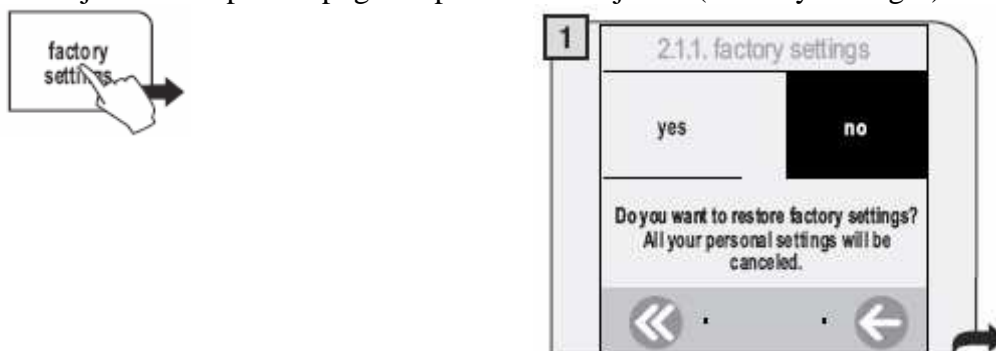 factory
settings
1
2.1.1. factory settings
yes
no
Do you want to restore factory settings?
All your personal settings will be
canceled.